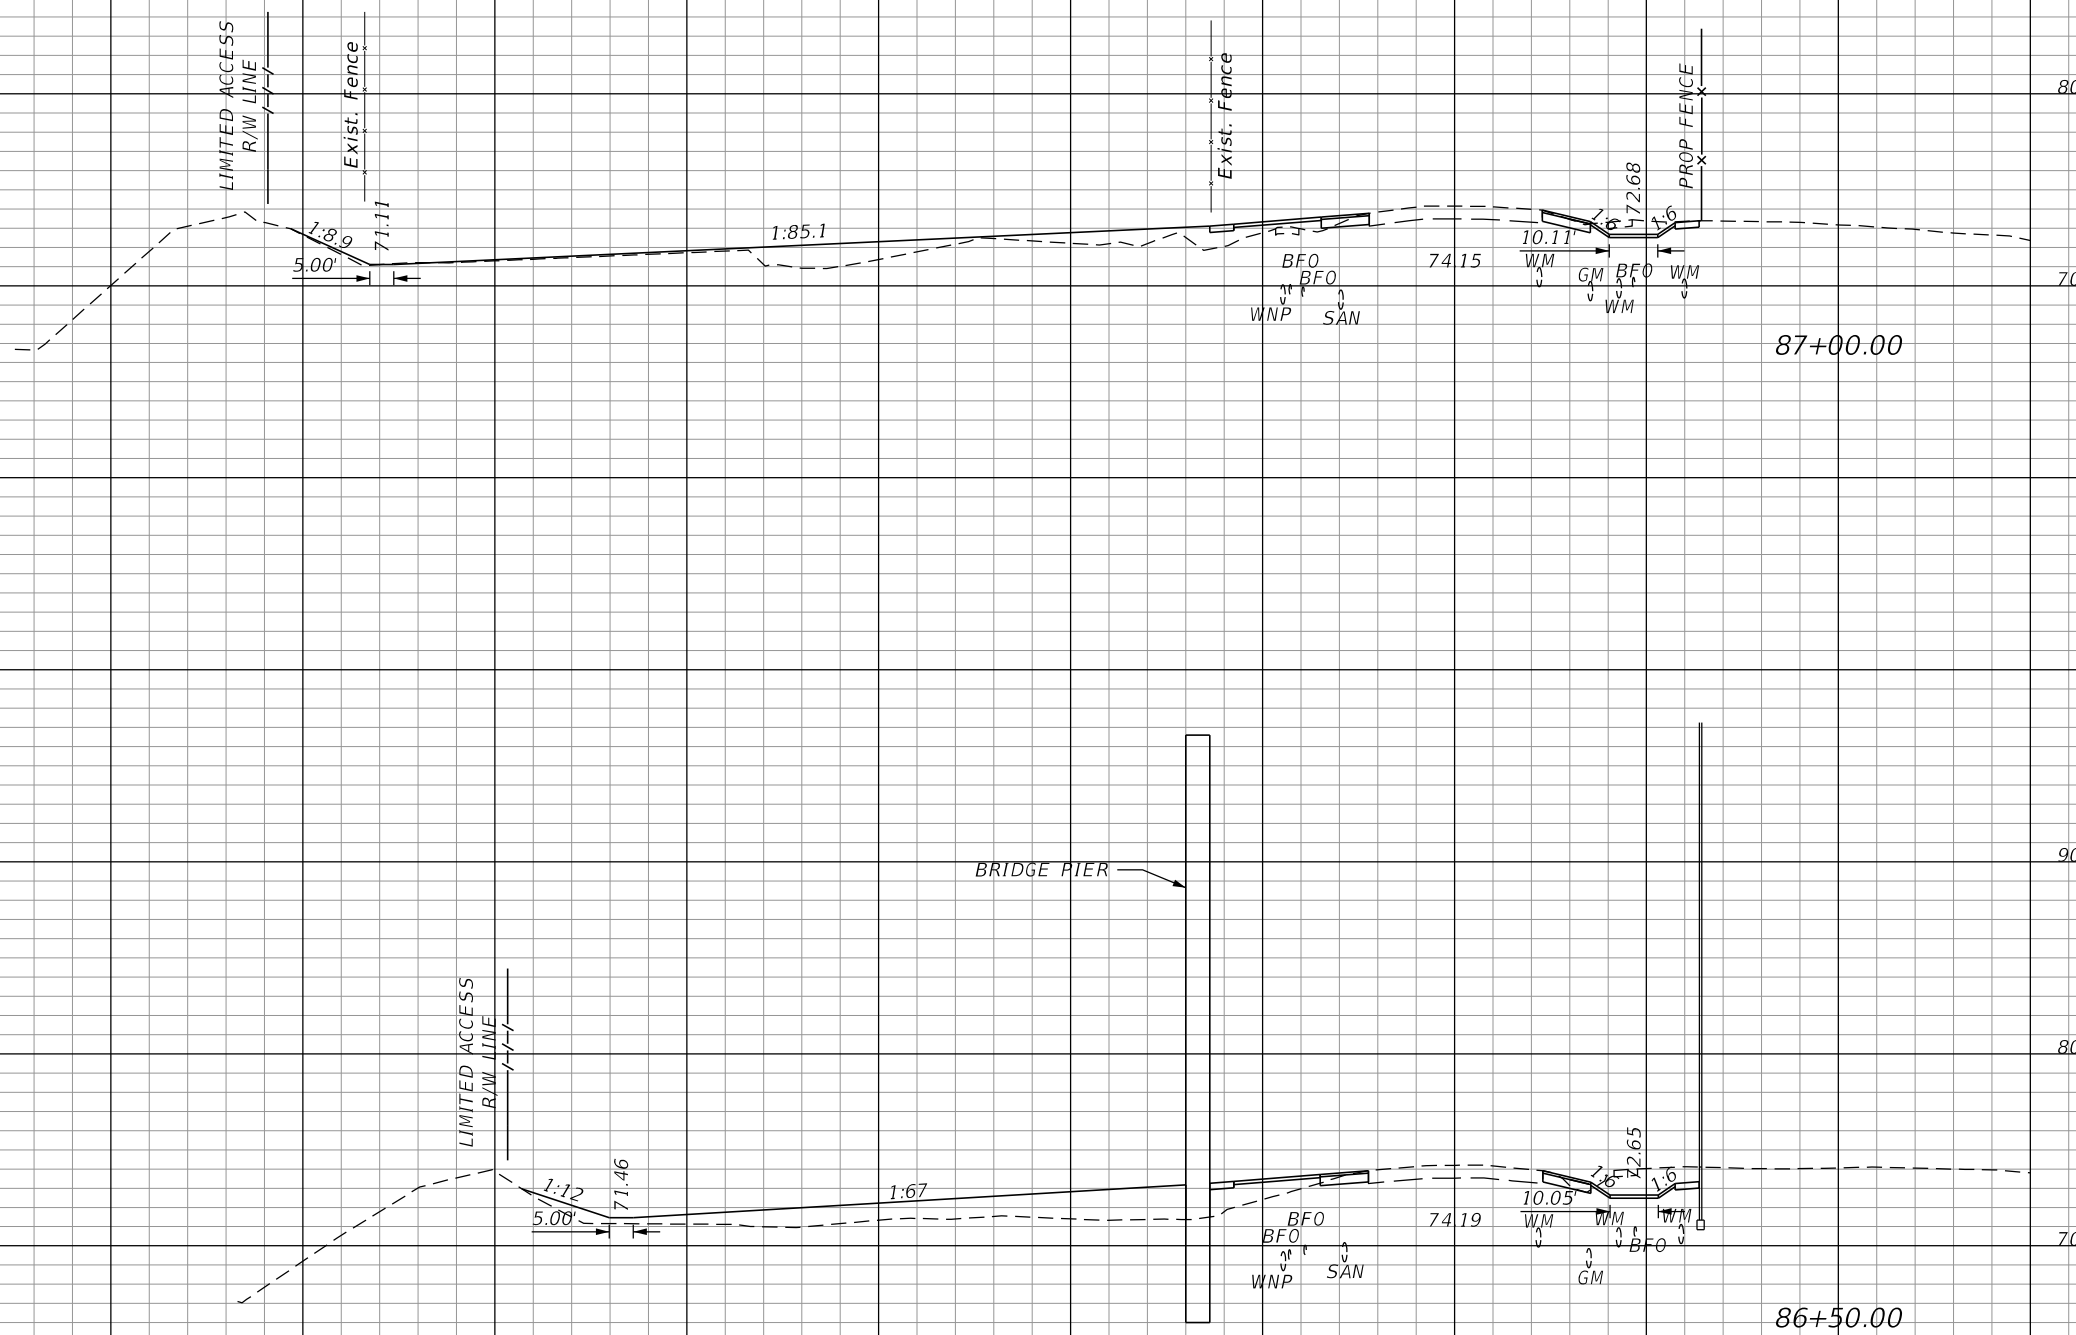 LIMITED ACCESS
R/W LINE
Exist. Fence
Exist. Fence
PROP FENCE
80
1:8.9
71.11
5.00'
1:85.1
1:6
72.68
1:6
10.11'
BFO
BFO
WNP
SAN
74.15
WM
GM
BFO
WM
WM
70
87+00.00
BRIDGE PIER
90
LIMITED ACCESS
R/W LINE
80
1:12
71.46
5.00'
1:67
1:6
72.65
1:6
10.05'
BFO
BFO
WNP
SAN
74.19
WM
WM
WM
BFO
GM
70
86+50.00